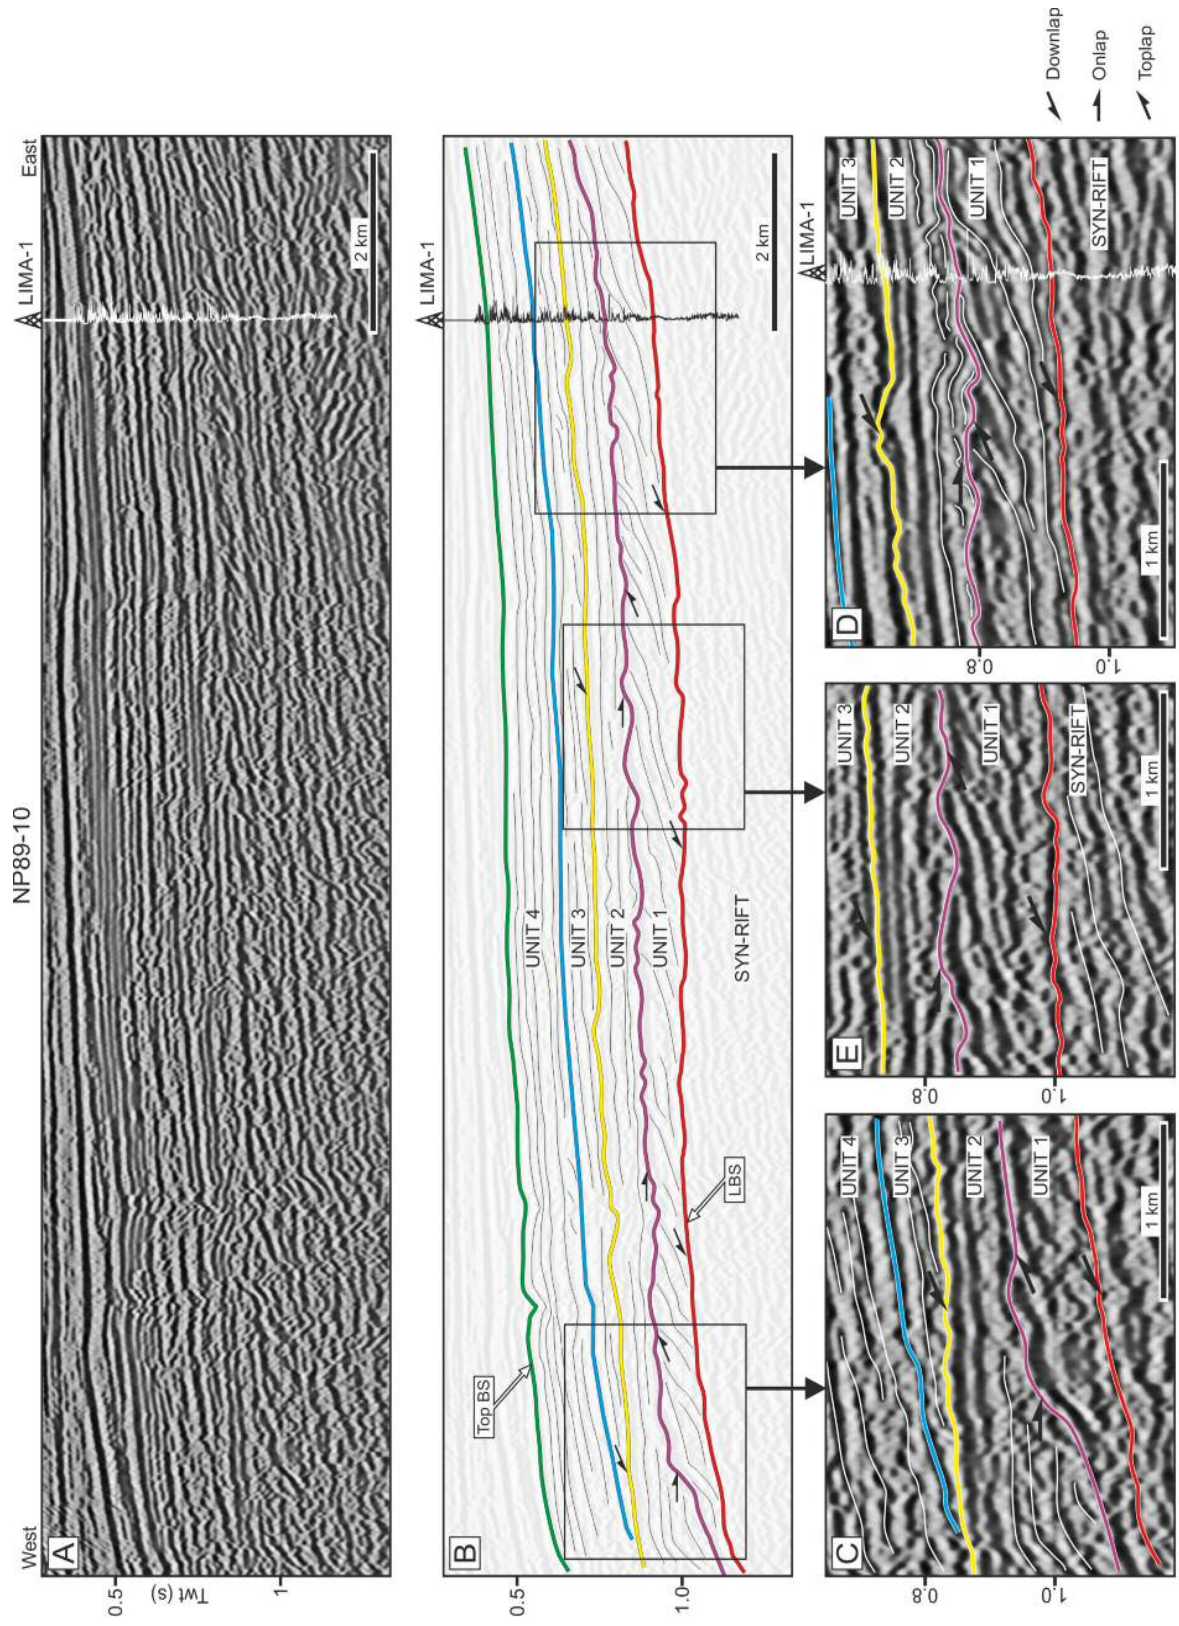 NP89-10
West
LIMA-1
East
A
2 km
0.5
1
Twt (s)
LIMA-1
B
Top BS
UNIT 4
UNIT 3
UNIT 2
UNIT 1
SYN-RIFT
LBS
2 km
0.5
1.0
C
UNIT 4
UNIT 3
UNIT 2
UNIT 1
1 km
0.8
1.0
E
UNIT 3
UNIT 2
UNIT 1
SYN-RIFT
1 km
0.8
1.0
LIMA-1
D
UNIT 3
UNIT 2
UNIT 1
SYN-RIFT
1 km
0.8
1.0
Downlap
Onlap
Toplap